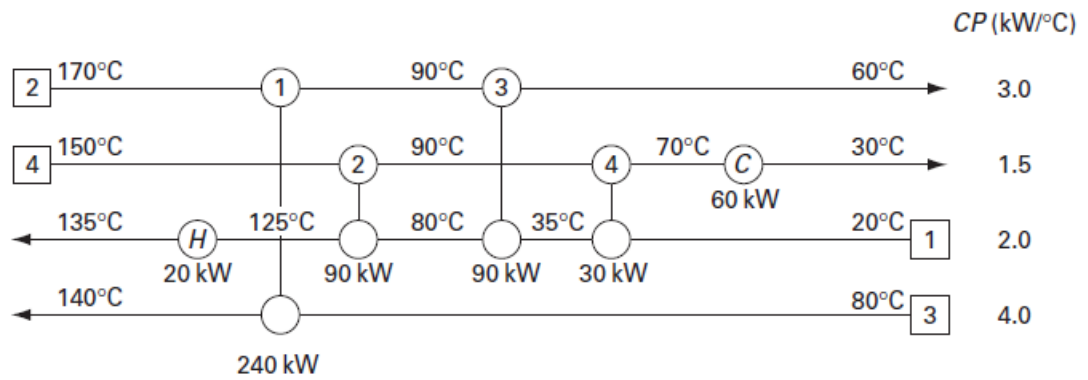 CP (kW/°C)
2 170°C 1 90°C 3 60°C 3.0
4 150°C 2 90°C 4 70°C C 30°C 1.5
60 kW
135°C H 125°C 80°C 35°C 20°C 1 2.0
20 kW 90 kW 90 kW 30 kW
140°C 80°C 3 4.0
240 kW